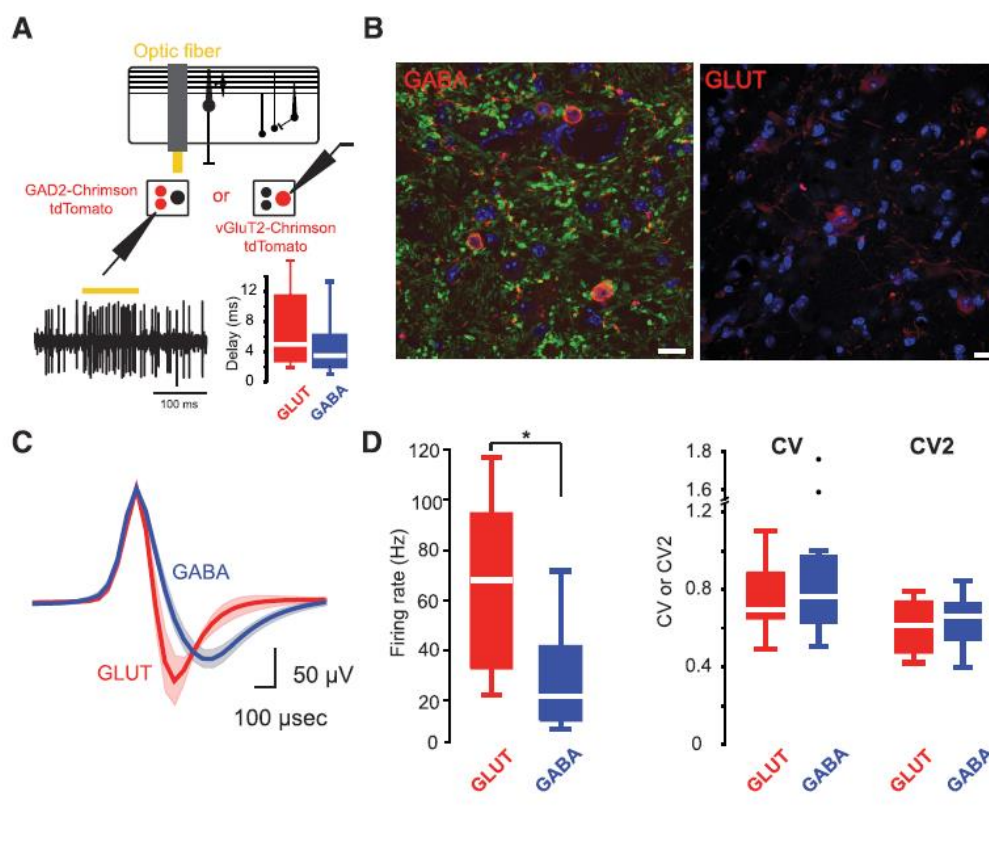 A
Optic fiber
GAD2-Chrimson
tdTomato
or
vGluT2-Chrimson
tdTomato
100 ms
Delay (ms)
12
8
4
0
GLUT
GABA
B
GABA
GLUT
C
GABA
GLUT
50 µV
100 µsec
D
Firing rate (Hz)
120
100
80
60
40
20
0
*
GLUT
GABA
CV or CV2
1.8
1.6
1.2
0.8
0.4
0
CV
CV2
GLUT
GABA
GLUT
GABA